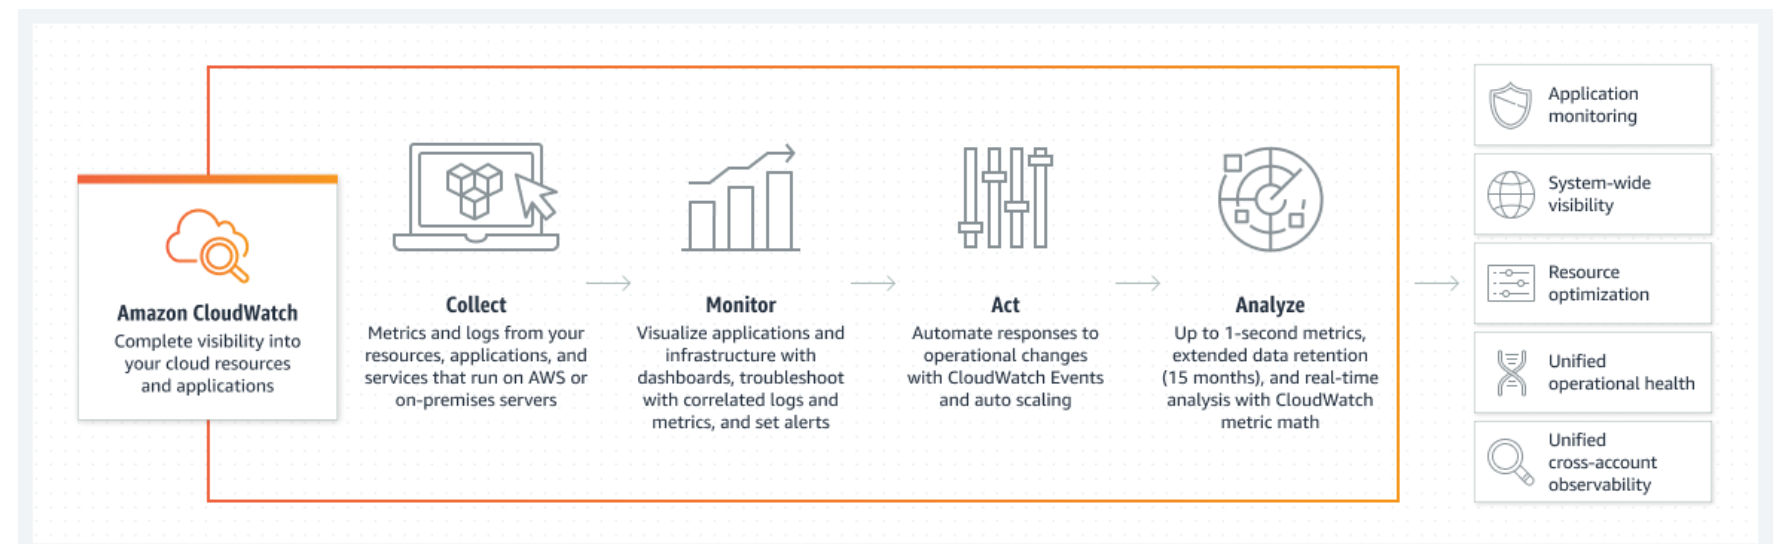 Amazon CloudWatch
Complete visibility into
your cloud resources
and applications
Collect
Metrics and logs from your
resources, applications, and
services that run on AWS or
on-premises servers
Monitor
Visualize applications and
infrastructure with
dashboards, troubleshoot
with correlated logs and
metrics, and set alerts
Act
Automate responses to
operational changes
with CloudWatch Events
and auto scaling
Analyze
Up to 1-second metrics,
extended data retention
(15 months), and real-time
analysis with CloudWatch
metric math
Application
monitoring
System-wide
visibility
Resource
optimization
Unified
operational health
Unified
cross-account
observability